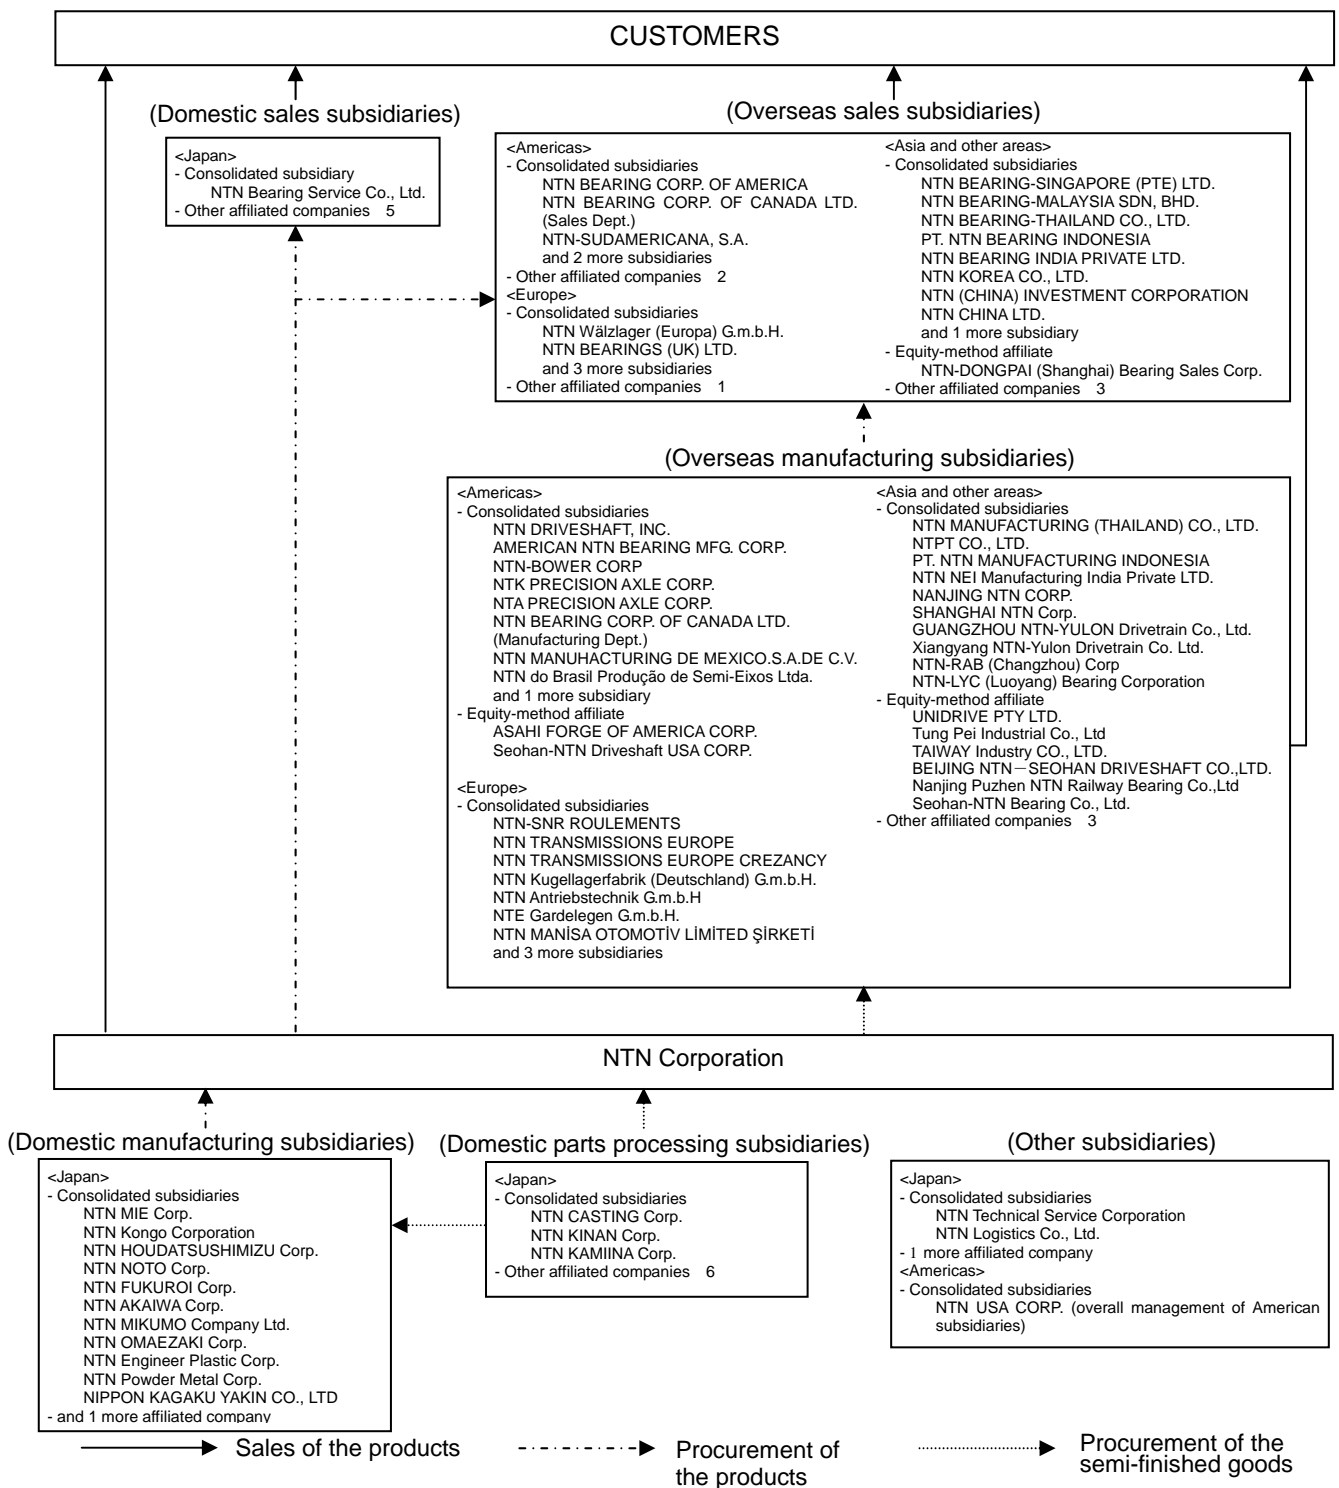 CUSTOMERS
(Domestic sales subsidiaries)
<Japan>
- Consolidated subsidiary
NTN Bearing Service Co., Ltd.
- Other affiliated companies 5
(Overseas sales subsidiaries)
<Americas>
- Consolidated subsidiaries
NTN BEARING CORP. OF AMERICA
NTN BEARING CORP. OF CANADA LTD.
(Sales Dept.)
NTN-SUDAMERICANA, S.A.
and 2 more subsidiaries
- Other affiliated companies 2
<Europe>
- Consolidated subsidiaries
NTN Wälzlager (Europa) G.m.b.H.
NTN BEARINGS (UK) LTD.
and 3 more subsidiaries
- Other affiliated companies 1
<Asia and other areas>
- Consolidated subsidiaries
NTN BEARING-SINGAPORE (PTE) LTD.
NTN BEARING-MALAYSIA SDN, BHD.
NTN BEARING-THAILAND CO., LTD.
PT. NTN BEARING INDONESIA
NTN BEARING INDIA PRIVATE LTD.
NTN KOREA CO., LTD.
NTN (CHINA) INVESTMENT CORPORATION
NTN CHINA LTD.
and 1 more subsidiary
- Equity-method affiliate
NTN-DONGPAI (Shanghai) Bearing Sales Corp.
- Other affiliated companies 3
(Overseas manufacturing subsidiaries)
<Americas>
- Consolidated subsidiaries
NTN DRIVESHAFT, INC.
AMERICAN NTN BEARING MFG. CORP.
NTN-BOWER CORP
NTK PRECISION AXLE CORP.
NTA PRECISION AXLE CORP.
NTN BEARING CORP. OF CANADA LTD.
(Manufacturing Dept.)
NTN MANUHACTURING DE MEXICO.S.A.DE C.V.
NTN do Brasil Produção de Semi-Eixos Ltda.
and 1 more subsidiary
- Equity-method affiliate
ASAHI FORGE OF AMERICA CORP.
Seohan-NTN Driveshaft USA CORP.
<Europe>
- Consolidated subsidiaries
NTN-SNR ROULEMENTS
NTN TRANSMISSIONS EUROPE
NTN TRANSMISSIONS EUROPE CREZANCY
NTN Kugellagerfabrik (Deutschland) G.m.b.H.
NTN Antriebstechnik G.m.b.H
NTE Gardelegen G.m.b.H.
NTN MANİSA OTOMOTİV LİMİTED ŞİRKETİ
and 3 more subsidiaries
<Asia and other areas>
- Consolidated subsidiaries
NTN MANUFACTURING (THAILAND) CO., LTD.
NTPT CO., LTD.
PT. NTN MANUFACTURING INDONESIA
NTN NEI Manufacturing India Private LTD.
NANJING NTN CORP.
SHANGHAI NTN Corp.
GUANGZHOU NTN-YULON Drivetrain Co., Ltd.
Xiangyang NTN-Yulon Drivetrain Co. Ltd.
NTN-RAB (Changzhou) Corp
NTN-LYC (Luoyang) Bearing Corporation
- Equity-method affiliates
UNIDRIVE PTY LTD.
Tung Pei Industrial Co., Ltd
TAIWAY Industry CO., LTD.
BEIJING NTN－SEOHAN DRIVESHAFT CO.,LTD.
Nanjing Puzhen NTN Railway Bearing Co.,Ltd
Seohan-NTN Bearing Co., Ltd.
- Other affiliated companies 3
NTN Corporation
(Domestic manufacturing subsidiaries)
<Japan>
- Consolidated subsidiaries
NTN MIE Corp.
NTN Kongo Corporation
NTN HOUDATSUSHIMIZU Corp.
NTN NOTO Corp.
NTN FUKUROI Corp.
NTN AKAIWA Corp.
NTN MIKUMO Company Ltd.
NTN OMAEZAKI Corp.
NTN Engineer Plastic Corp.
NTN Powder Metal Corp.
NIPPON KAGAKU YAKIN CO., LTD
- and 1 more affiliated company
(Domestic parts processing subsidiaries)
<Japan>
- Consolidated subsidiaries
NTN CASTING Corp.
NTN KINAN Corp.
NTN KAMIINA Corp.
- Other affiliated companies 6
(Other subsidiaries)
<Japan>
- Consolidated subsidiaries
NTN Technical Service Corporation
NTN Logistics Co., Ltd.
- 1 more affiliated company
<Americas>
- Consolidated subsidiaries
NTN USA CORP. (overall management of American
subsidiaries)
Sales of the products
Procurement of
the products
Procurement of the
semi-finished goods